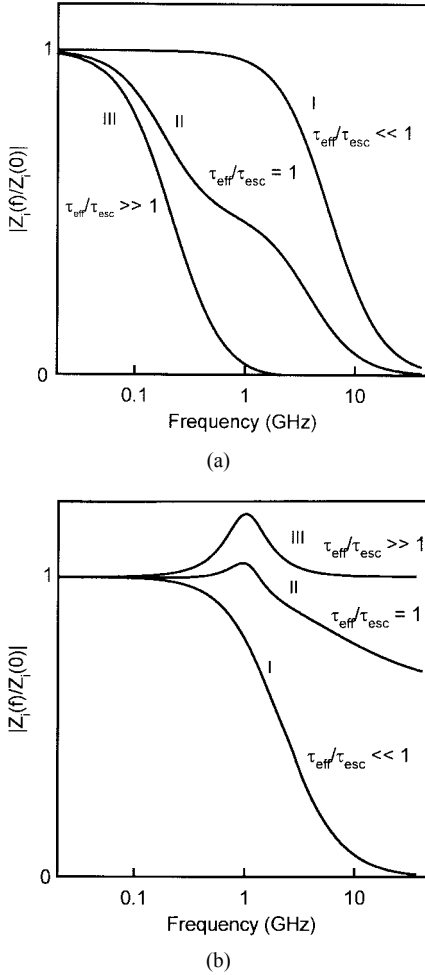 1
I
II
III
τeff/τesc << 1
τeff/τesc = 1
τeff/τesc >> 1
|Zi(f)/Zi(0)|
0
0.1 1 10
Frequency (GHz)
(a)
III
τeff/τesc >> 1
1
II
τeff/τesc = 1
I
|Zi(f)/Zi(0)|
τeff/τesc << 1
0
0.1 1 10
Frequency (GHz)
(b)